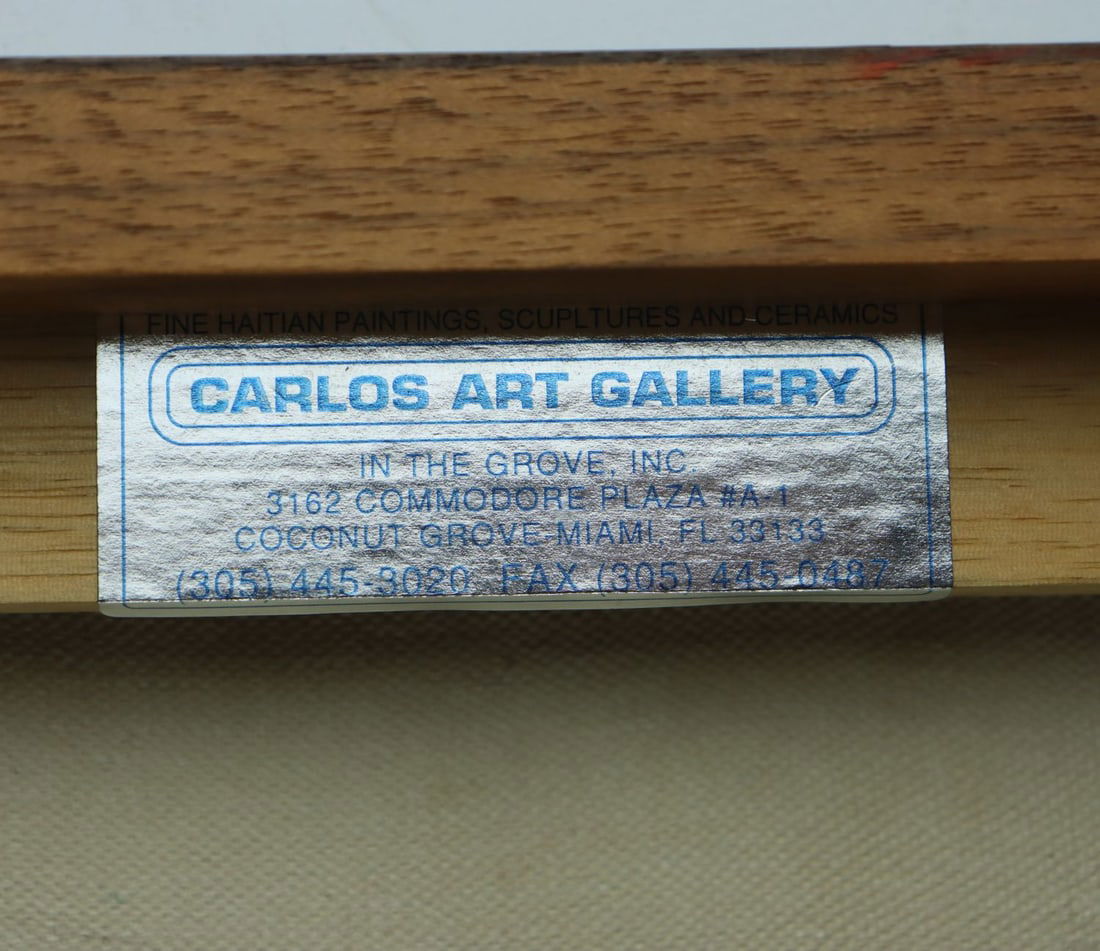 FINE HAITIAN PAINTINGS, SCUPLTURES AND CERAMICS
CARLOS ART GALLERY
IN THE GROVE, INC
3162 COMMODORE PLAZA #A-1
COCONUT GROVE-MIAMI, FL 33133
(305) 445-3020 FAX (305) 445-0487